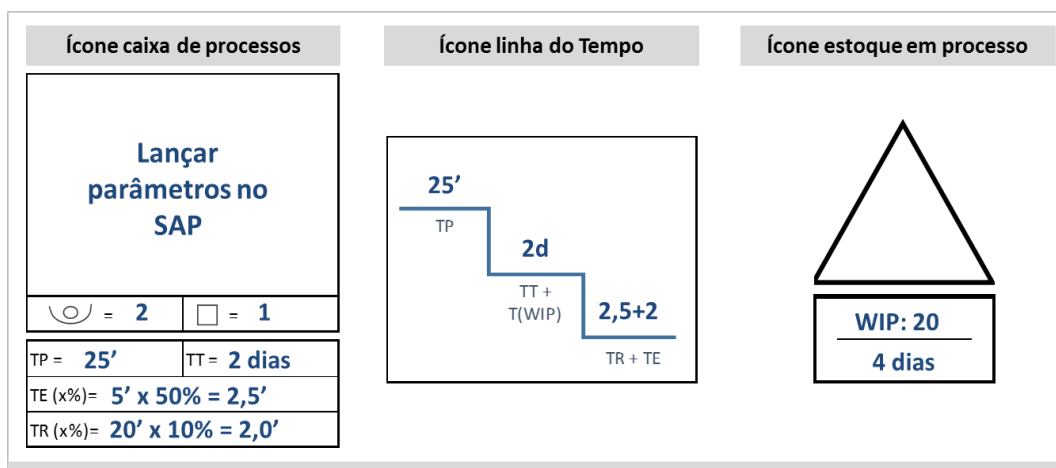 Ícone caixa de processos
Lançar
parâmetros no
SAP
= 2
= 1
TP = 25’
TT = 2 dias
TE (x%)= 5’ x 50% = 2,5’
TR (x%)= 20’ x 10% = 2,0’
Ícone linha do Tempo
25’
TP
2d
TT +
T(WIP)
2,5+2
TR + TE
Ícone estoque em processo
WIP: 20
4 dias